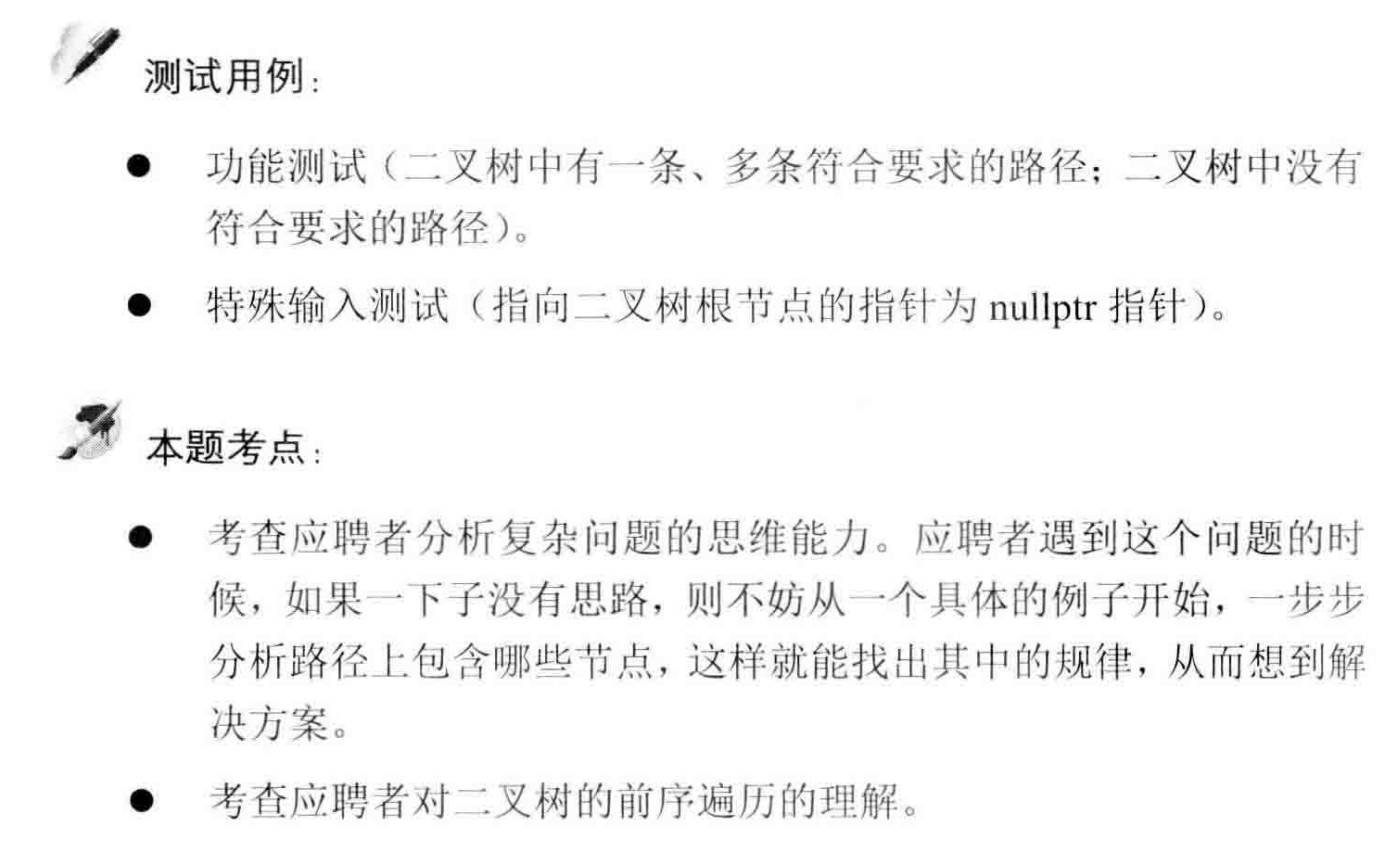 测试用例：
● 功能测试（二叉树中有一条、多条符合要求的路径；二叉树中没有
符合要求的路径）。
● 特殊输入测试（指向二叉树根节点的指针为 nullptr 指针）。
本题考点：
● 考查应聘者分析复杂问题的思维能力。应聘者遇到这个问题的时
候，如果一下子没有思路，则不妨从一个具体的例子开始，一步步
分析路径上包含哪些节点，这样就能找出其中的规律，从而想到解
决方案。
● 考查应聘者对二叉树的前序遍历的理解。